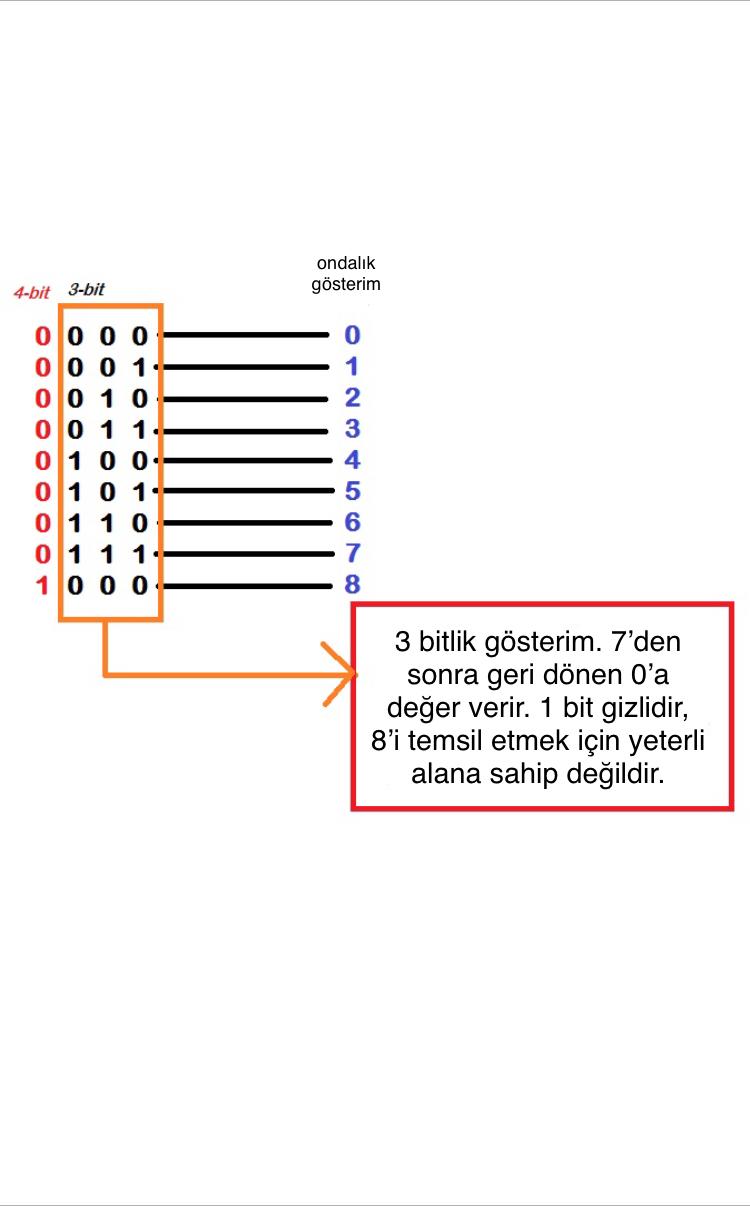 ondalık
gösterim
4-bit 3-bit
0 0 0 0 0
0 0 0 1 1
0 0 1 0 2
0 0 1 1 3
0 1 0 0 4
0 1 0 1 5
0 1 1 0 6
0 1 1 1 7
1 0 0 0 8
3 bitlik gösterim. 7’den
sonra geri dönen 0’a
değer verir. 1 bit gizlidir,
8’i temsil etmek için yeterli
alana sahip değildir.